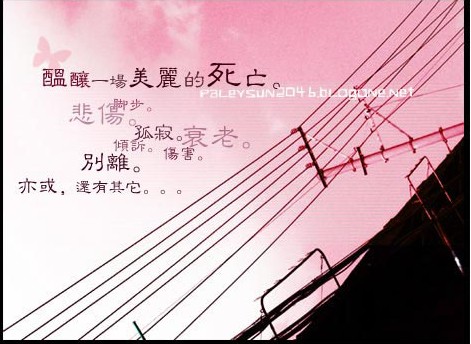 醞釀一場美麗的死亡。
paleysun2046.blogone.net
腳步。
悲傷。
孤寂。衰老。
傾訴。傷害。
別離。
亦或，還有其它。。。